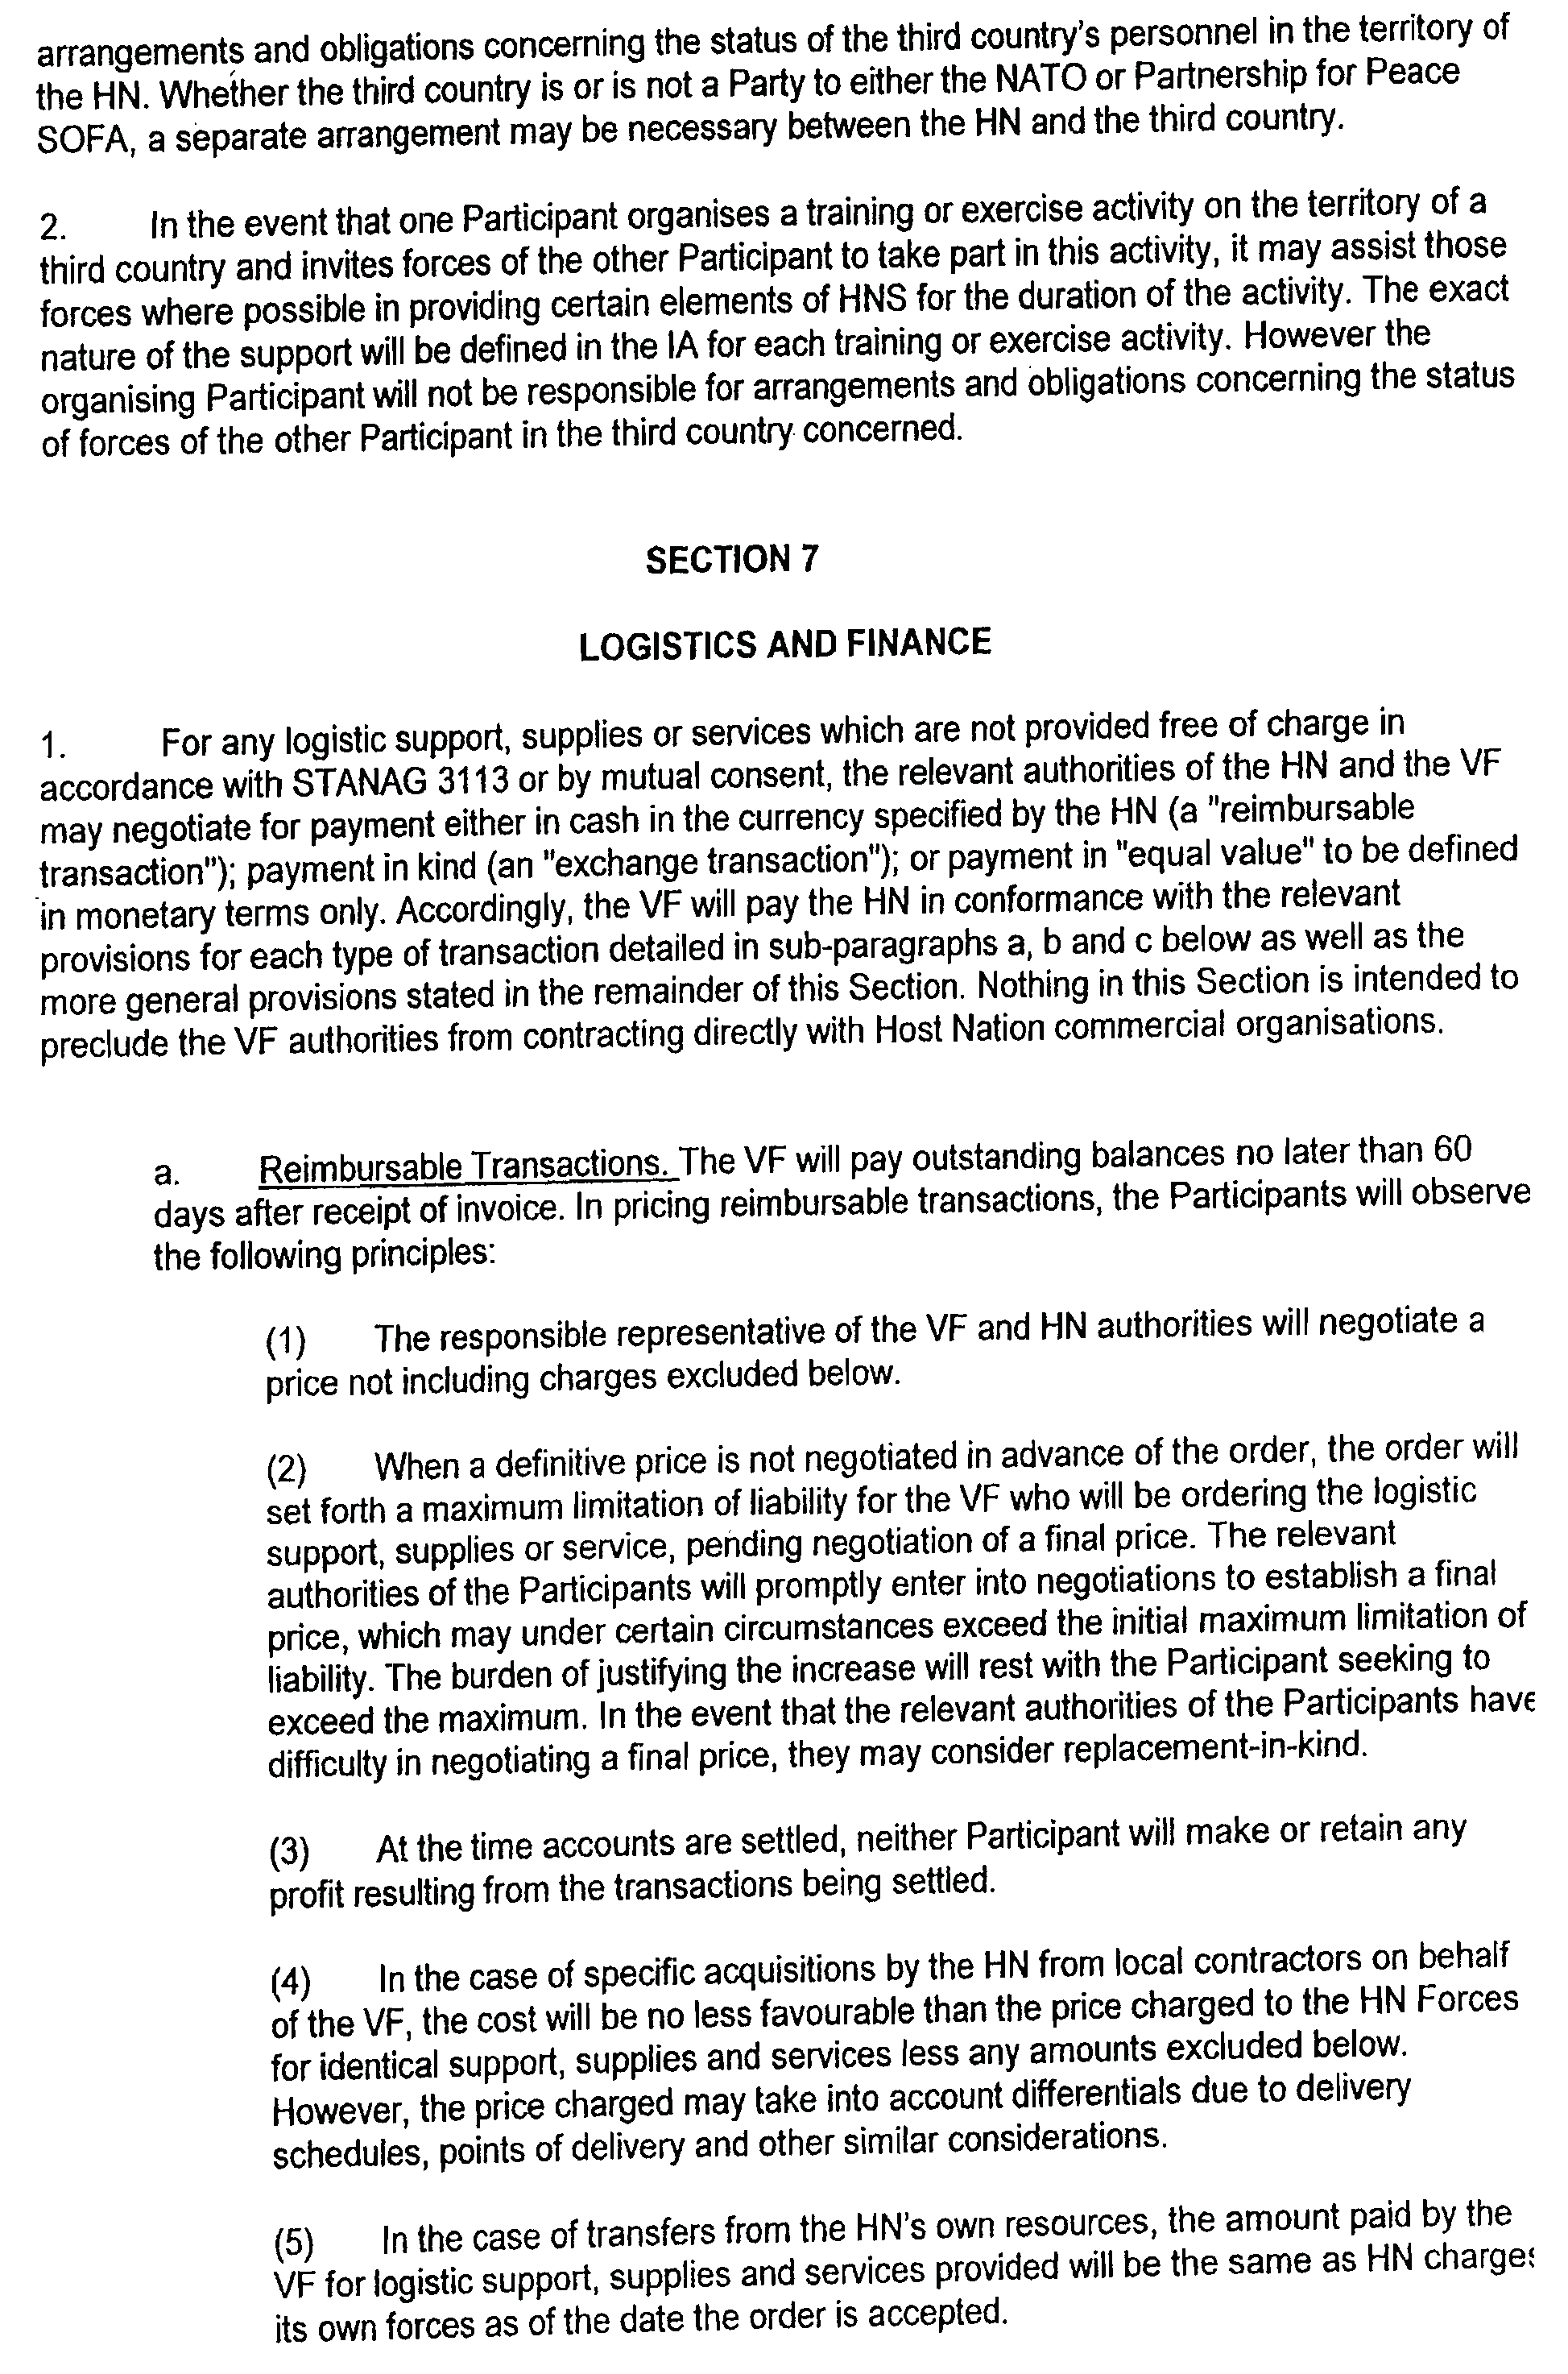 arrangements and obligations concerning the status of the third country's personnel in the territory of
the HN. Whether the third country is or is not a Party to either the NATO or Partnership for Peace
SOFA, a separate arrangement may be necessary between the HN and the third country.
2. In the event that one Participant organises a training or exercise activity on the territory of a
third country and invites forces of the other Participant to take part in this activity, it may assist those
forces where possible in providing certain elements of HNS for the duration of the activity. The exact
nature of the support will be defined in the IA for each training or exercise activity. However the
organising Participant will not be responsible for arrangements and obligations concerning the status
of forces of the other Participant in the third country concerned.
SECTION 7
LOGISTICS AND FINANCE
1. For any logistic support, supplies or services which are not provided free of charge in
accordance with STANAG 3113 or by mutual consent, the relevant authorities of the HN and the VF
may negotiate for payment either in cash in the currency specified by the HN (a "reimbursable
transaction"); payment in kind (an "exchange transaction"); or payment in "equal value" to be defined
in monetary terms only. Accordingly, the VF will pay the HN in conformance with the relevant
provisions for each type of transaction detailed in sub-paragraphs a, b and c below as well as the
more general provisions stated in the remainder of this Section. Nothing in this Section is intended to
preclude the VF authorities from contracting directly with Host Nation commercial organisations.
a. Reimbursable Transactions. The VF will pay outstanding balances no later than 60
days after receipt of invoice. In pricing reimbursable transactions, the Participants will observe
the following principles:
(1) The responsible representative of the VF and HN authorities will negotiate a
price not including charges excluded below.
(2) When a definitive price is not negotiated in advance of the order, the order will
set forth a maximum limitation of liability for the VF who will be ordering the logistic
support, supplies or service, pending negotiation of a final price. The relevant
authorities of the Participants will promptly enter into negotiations to establish a final
price, which may under certain circumstances exceed the initial maximum limitation of
liability. The burden of justifying the increase will rest with the Participant seeking to
exceed the maximum. In the event that the relevant authorities of the Participants have
difficulty in negotiating a final price, they may consider replacement-in-kind.
(3) At the time accounts are settled, neither Participant will make or retain any
profit resulting from the transactions being settled.
(4) In the case of specific acquisitions by the HN from local contractors on behalf
of the VF, the cost will be no less favourable than the price charged to the HN Forces
for identical support, supplies and services less any amounts excluded below.
However, the price charged may take into account differentials due to delivery
schedules, points of delivery and other similar considerations.
(5) In the case of transfers from the HN's own resources, the amount paid by the
VF for logistic support, supplies and services provided will be the same as HN charges
its own forces as of the date the order is accepted.